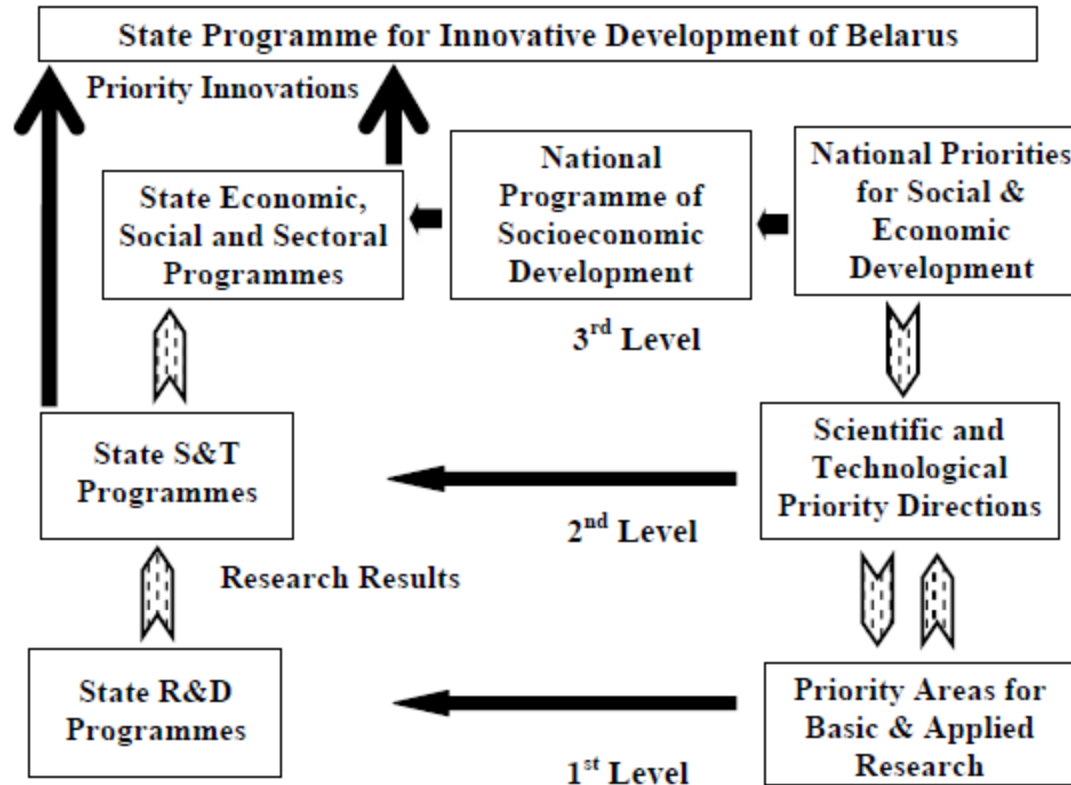 State Programme for Innovative Development of Belarus
Priority Innovations
State Economic,
Social and Sectoral
Programmes
National
Programme of
Socioeconomic
Development
National Priorities
for Social &
Economic
Development
3rd Level
State S&T
Programmes
Scientific and
Technological
Priority Directions
2nd Level
Research Results
State R&D
Programmes
Priority Areas for
Basic & Applied
Research
1st Level